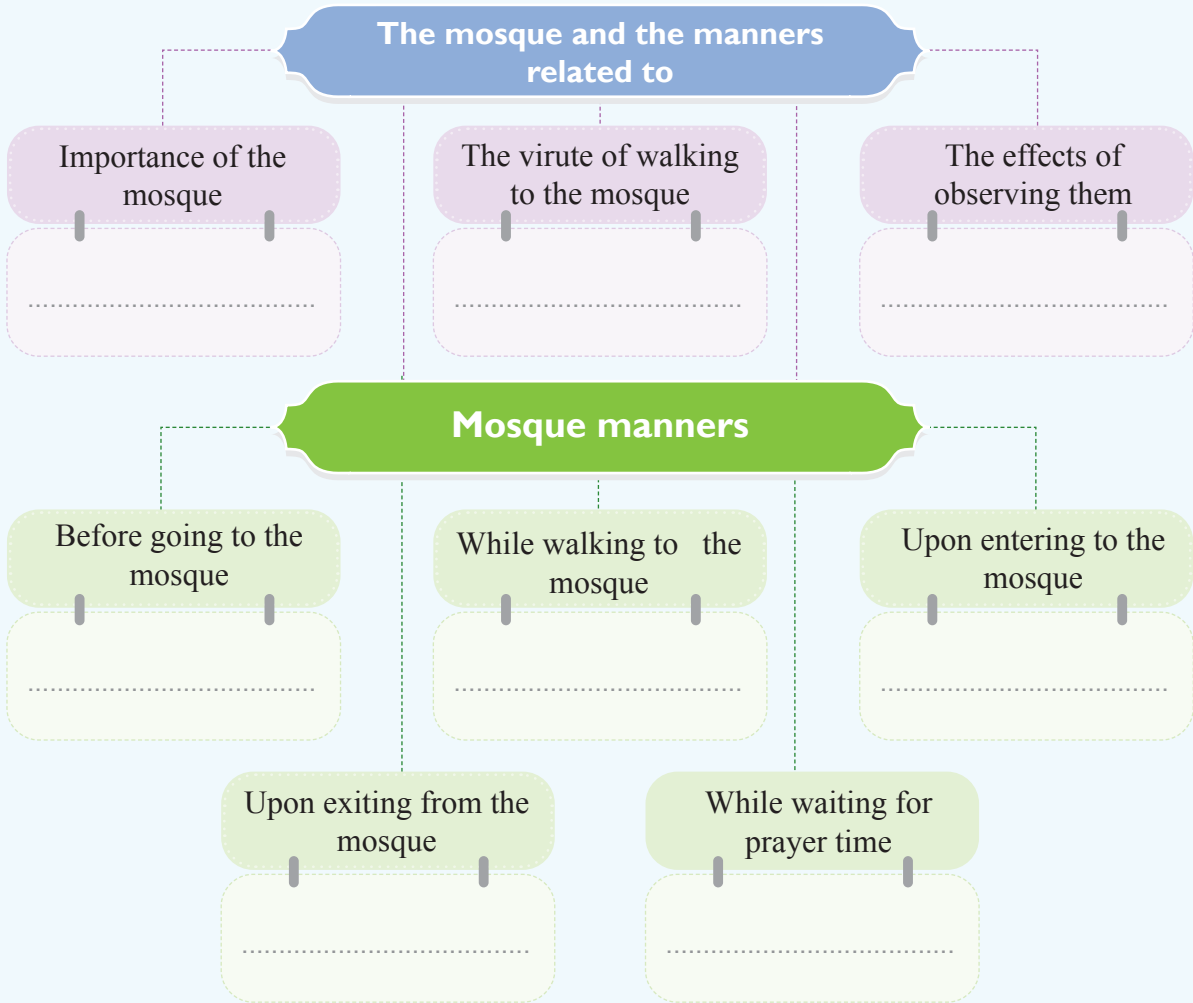 The mosque and the manners
related to
Importance of the
mosque
The virute of walking
to the mosque
The effects of
observing them
......................................
......................................
......................................
Mosque manners
Before going to the
mosque
While walking to the
mosque
Upon entering to the
mosque
......................................
......................................
......................................
Upon exiting from the
mosque
While waiting for
prayer time
......................................
......................................